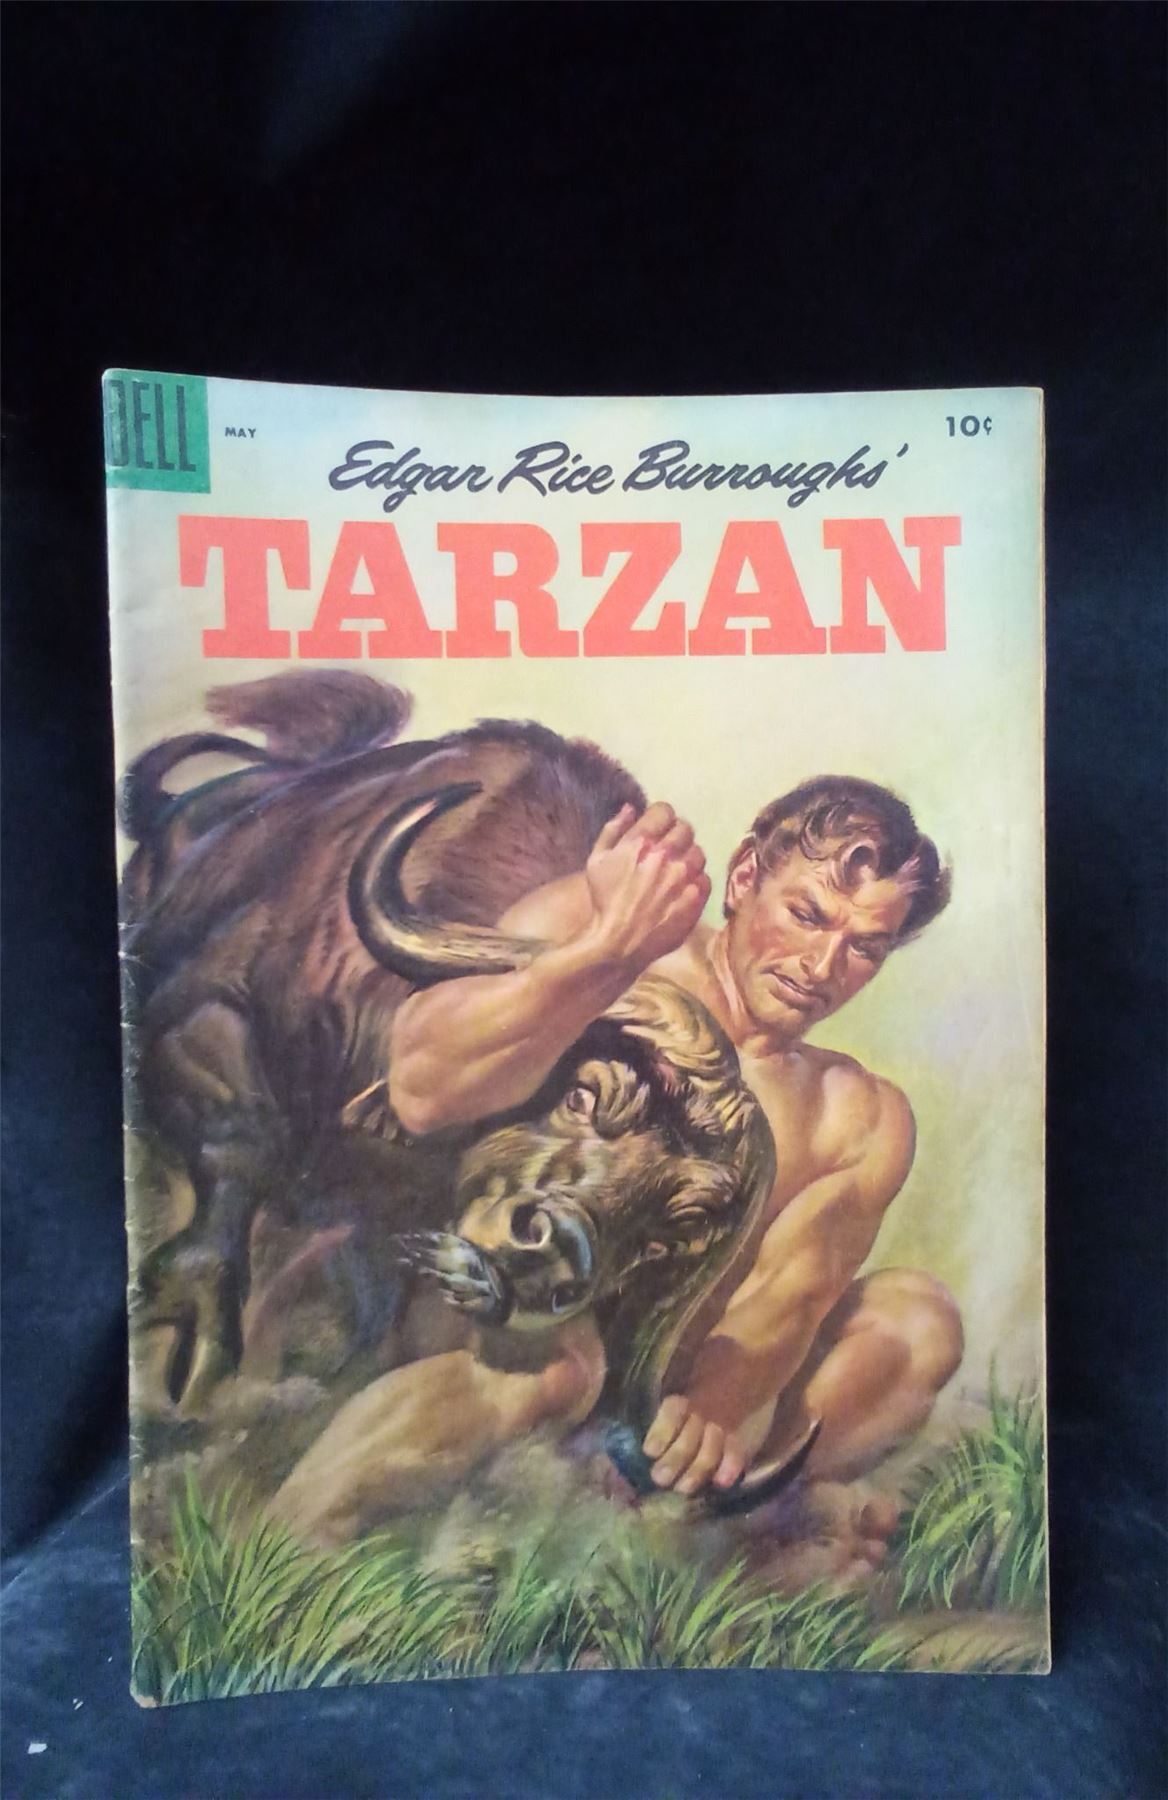 DELL
MAY
10¢
Edgar Rice Burroughs'
TARZAN